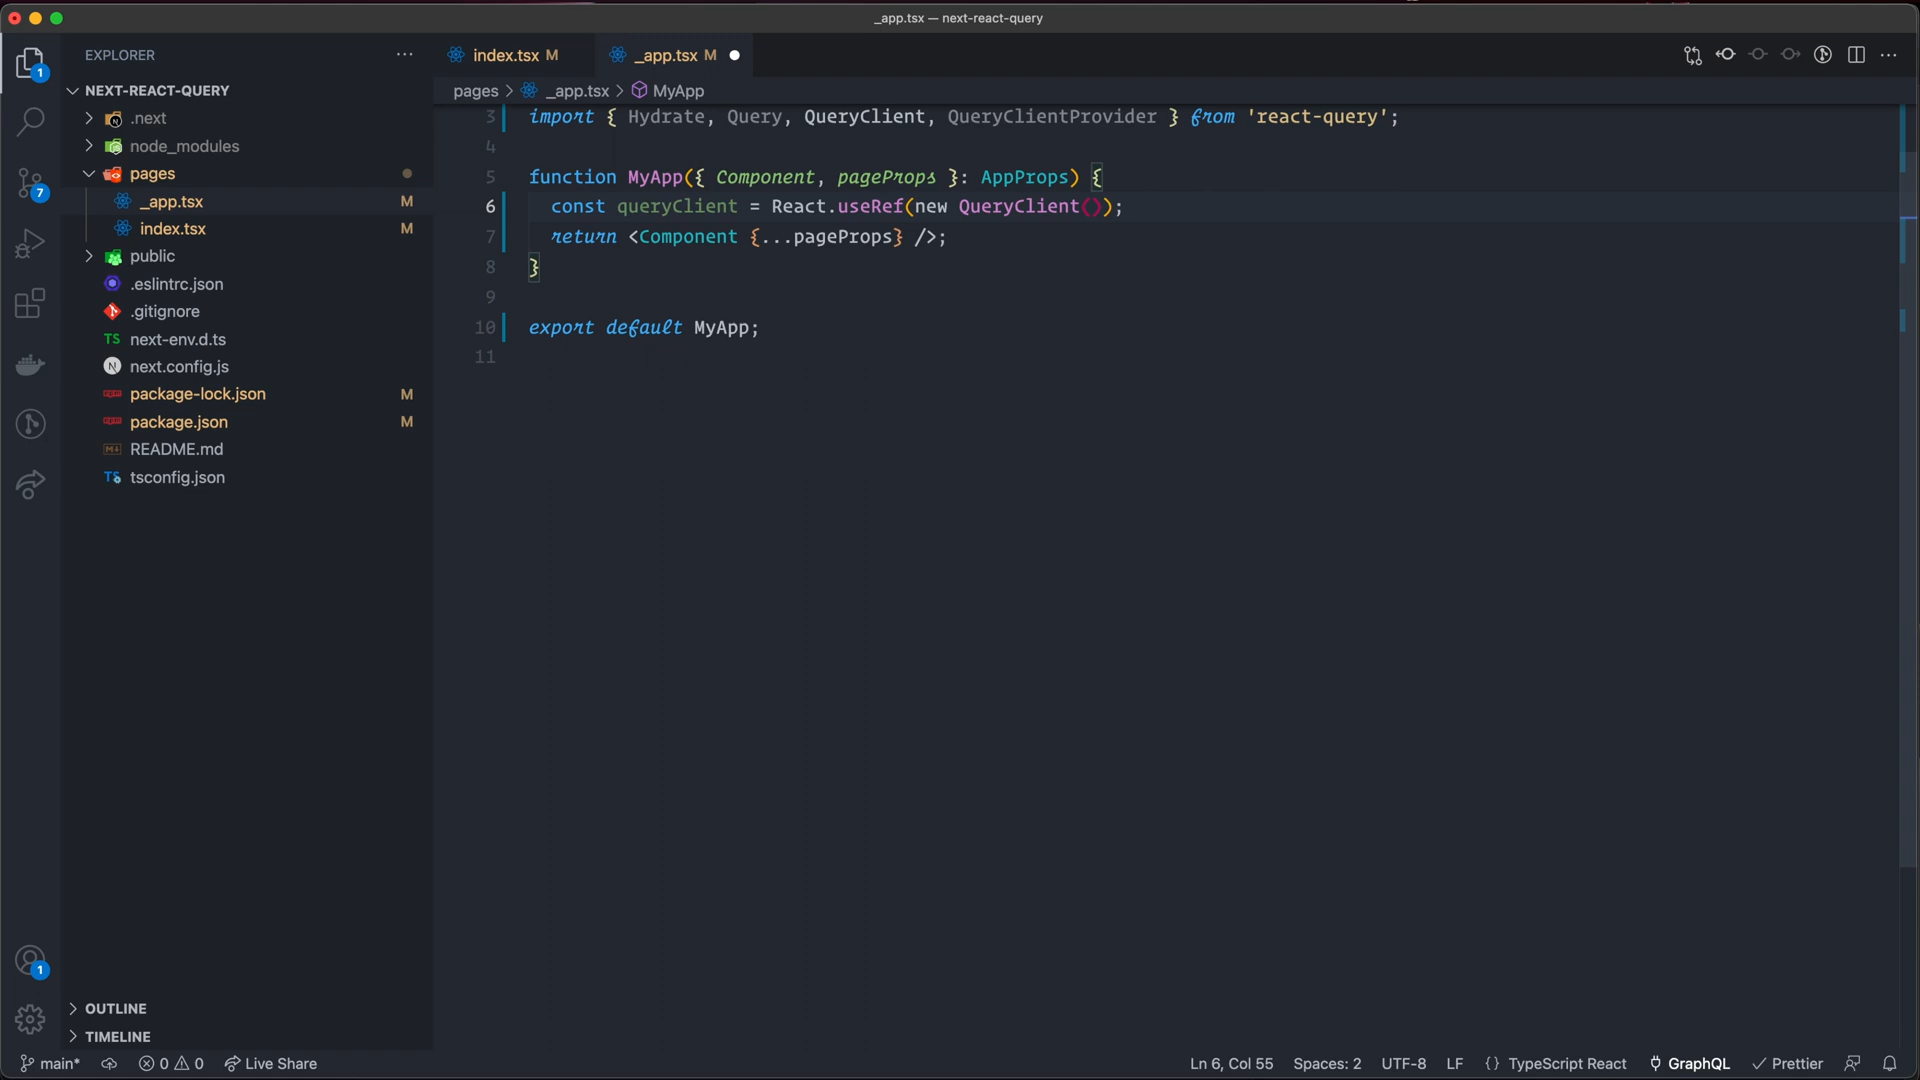 _app.tsx — next-react-query
EXPLORER
index.tsx M
_app.tsx M
NEXT-REACT-QUERY
pages > _app.tsx > MyApp
.next
node_modules
pages
_app.tsx M
index.tsx M
public
.eslintrc.json
.gitignore
TS next-env.d.ts
N next.config.js
package-lock.json M
package.json M
README.md
TS tsconfig.json
OUTLINE
TIMELINE
1
7
1
3 import { Hydrate, Query, QueryClient, QueryClientProvider } from 'react-query';
4
5 function MyApp({ Component, pageProps }: AppProps) {
6 const queryClient = React.useRef(new QueryClient());
7 return <Component {...pageProps} />;
8 }
9
10 export default MyApp;
11
main* 0 0 Live Share
Ln 6, Col 55 Spaces: 2 UTF-8 LF {} TypeScript React GraphQL Prettier